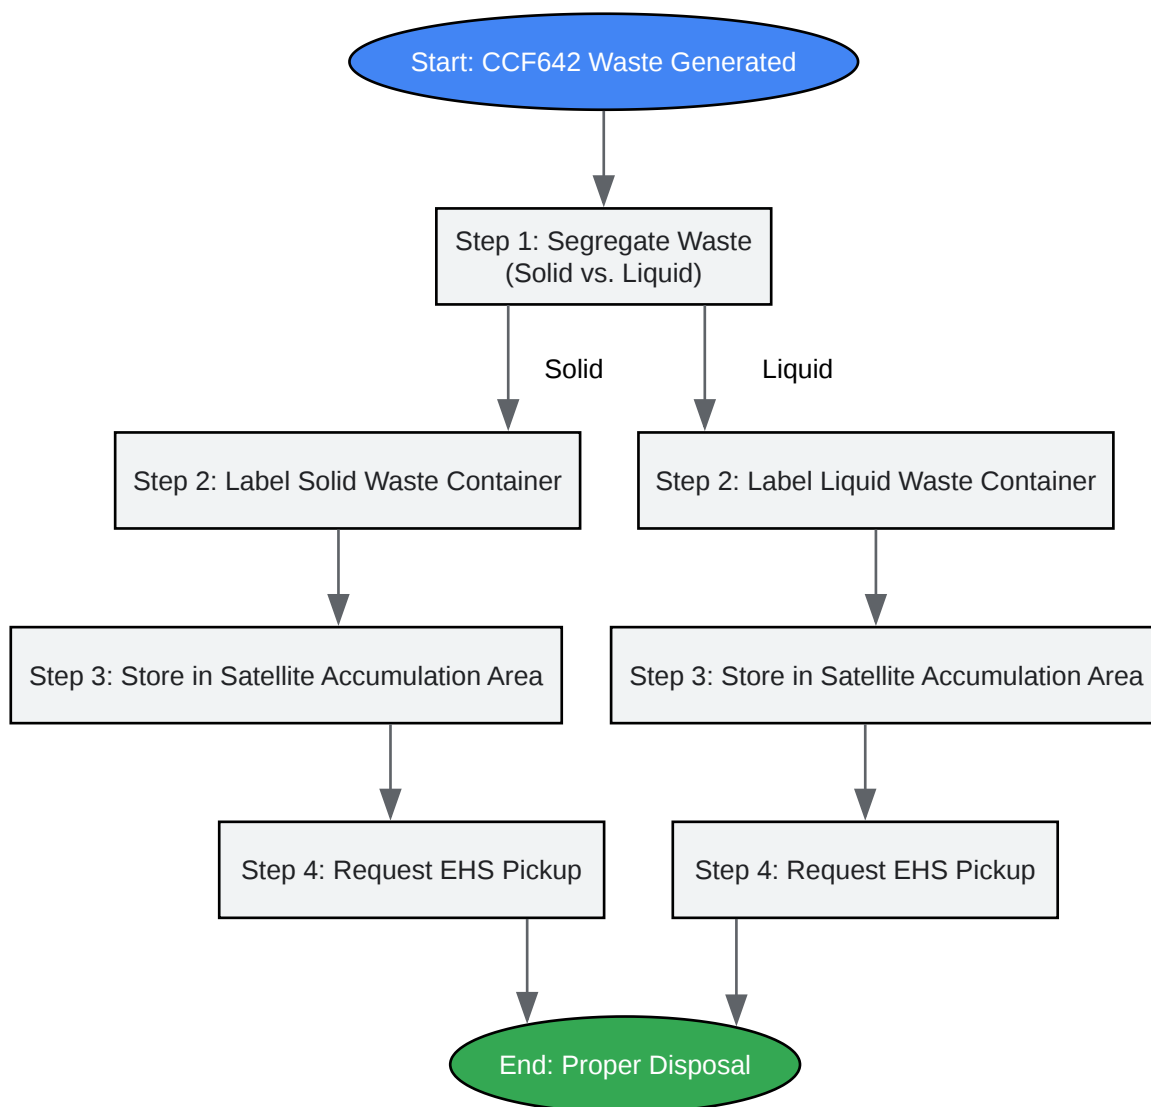 Start: CCF642 Waste Generated
Step 1: Segregate Waste
(Solid vs. Liquid)
Solid
Liquid
Step 2: Label Solid Waste Container
Step 2: Label Liquid Waste Container
Step 3: Store in Satellite Accumulation Area
Step 3: Store in Satellite Accumulation Area
Step 4: Request EHS Pickup
Step 4: Request EHS Pickup
End: Proper Disposal